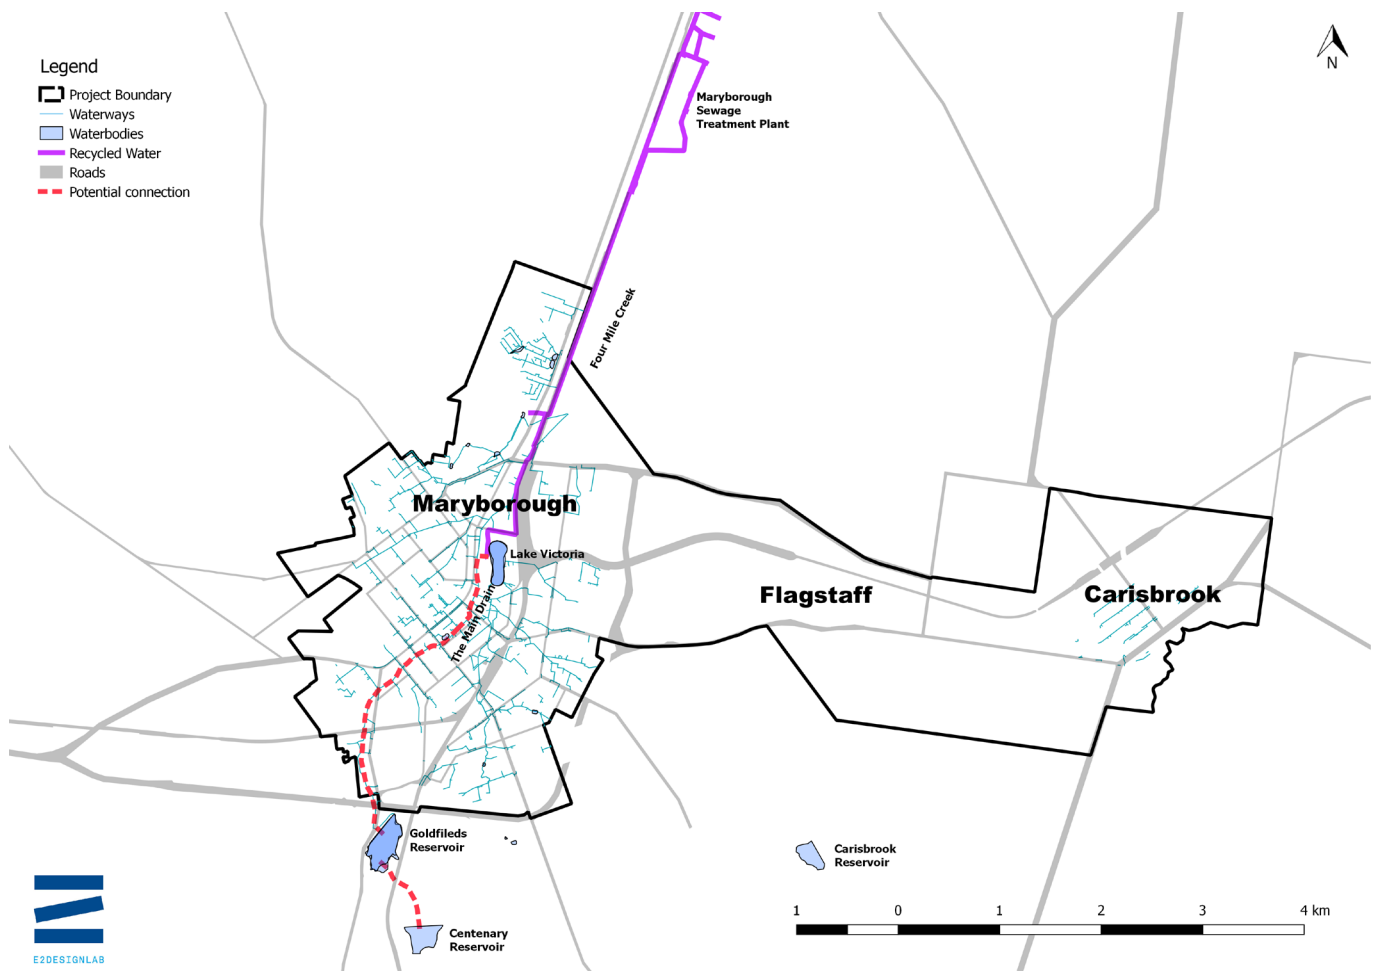 Legend
Project Boundary
Waterways
Waterbodies
Recycled Water
Roads
Potential connection
N
Maryborough
Sewage
Treatment Plant
Four Mile Creek
Maryborough
Lake Victoria
The Main Drain
Flagstaff
Carisbrook
Goldfileds
Reservoir
Carisbrook
Reservoir
Centenary
Reservoir
1 0 1 2 3 4 km
E2DESIGNLAB